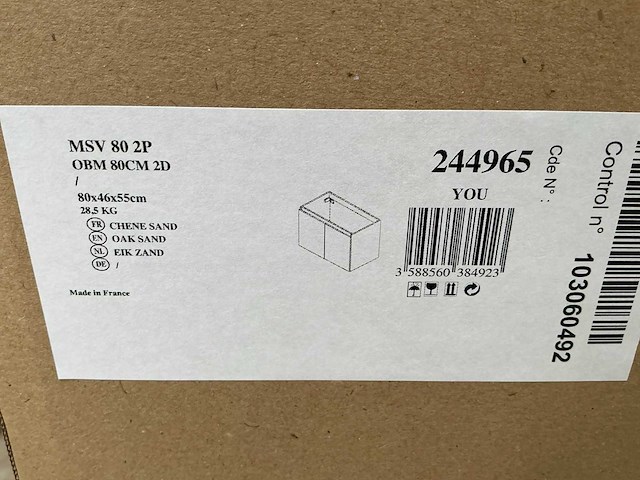 MSV 80 2P
OBM 80CM 2D
/
80x46x55cm
28,5 KG
FR CHENE SAND
EN OAK SAND
NL EIK ZAND
DE /
Made in France
244965
YOU
3 588560 384923
Cde N° :
Control n°
103060492